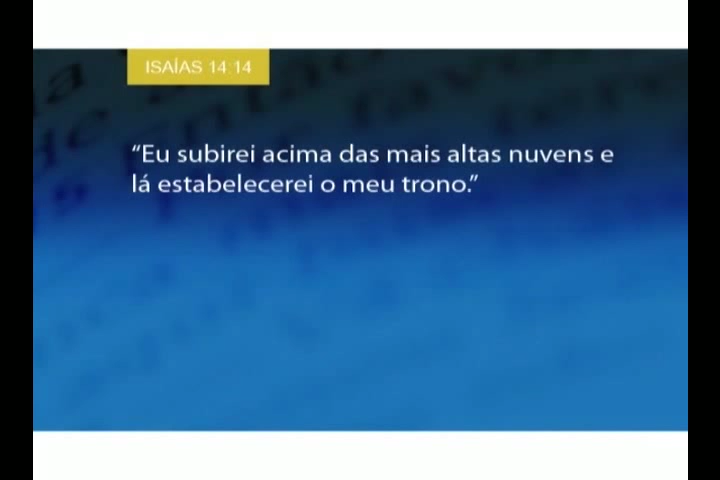 ISAÍAS 14:14
“Eu subirei acima das mais altas nuvens e
lá estabelecerei o meu trono.”